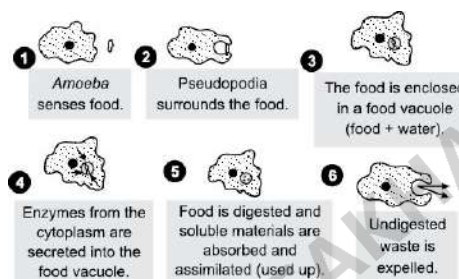 1
Amoeba
senses food.
2
Pseudopodia
surrounds the food.
3
The food is enclosed
in a food vacuole
(food + water).
4
Enzymes from the
cytoplasm are
secreted into the
food vacuole.
5
Food is digested and
soluble materials are
absorbed and
assimilated (used up).
6
Undigested
waste is
expelled.